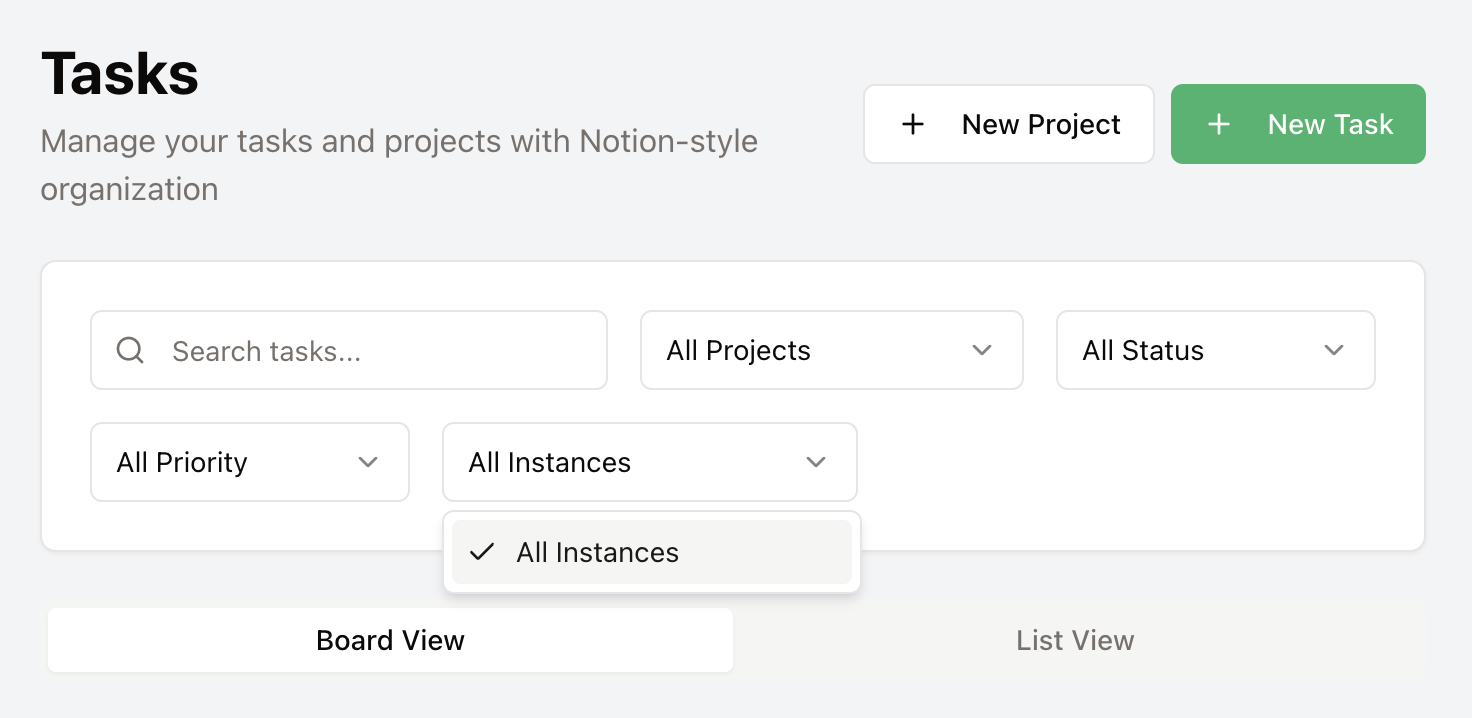 Tasks
Manage your tasks and projects with Notion-style
organization
New Project
New Task
Search tasks...
All Projects
All Status
All Priority
All Instances
All Instances
Board View
List View